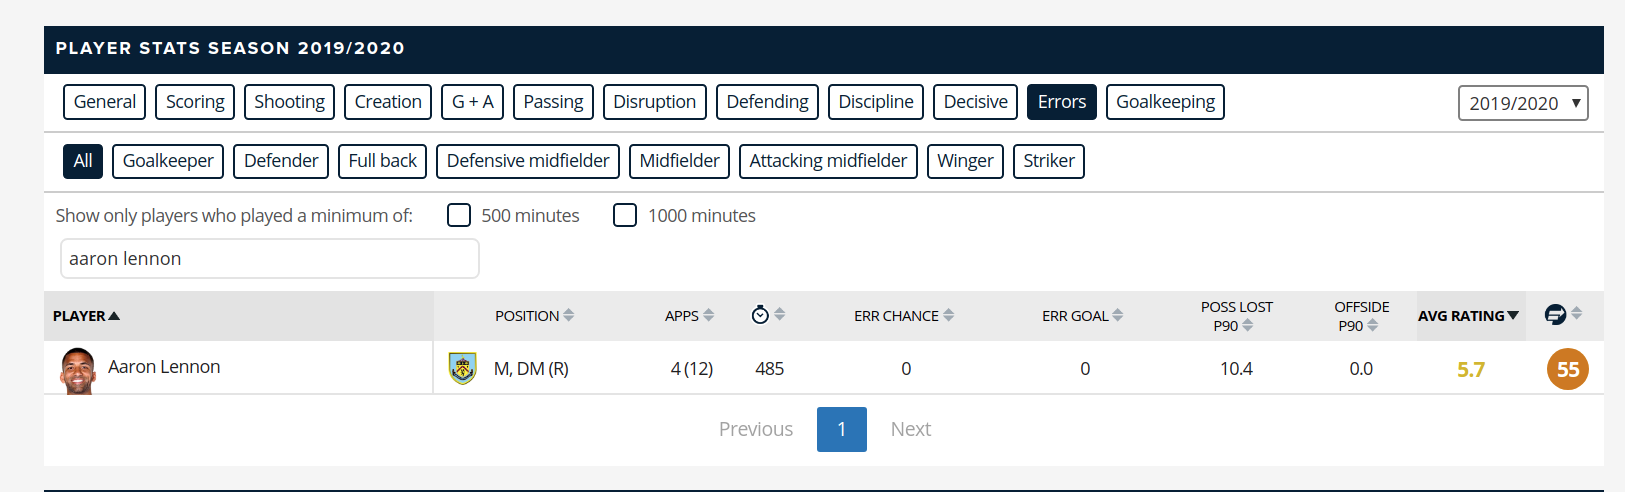 PLAYER STATS SEASON 2019/2020
General Scoring Shooting Creation G + A Passing Disruption Defending Discipline Decisive Errors Goalkeeping 2019/2020
All Goalkeeper Defender Full back Defensive midfielder Midfielder Attacking midfielder Winger Striker
Show only players who played a minimum of: 500 minutes 1000 minutes
aaron lennon
PLAYER POSITION APPS ERR CHANCE ERR GOAL POSS LOST P90 OFFSIDE P90 AVG RATING
Aaron Lennon M, DM (R) 4 (12) 485 0 0 10.4 0.0 5.7 55
Previous 1 Next